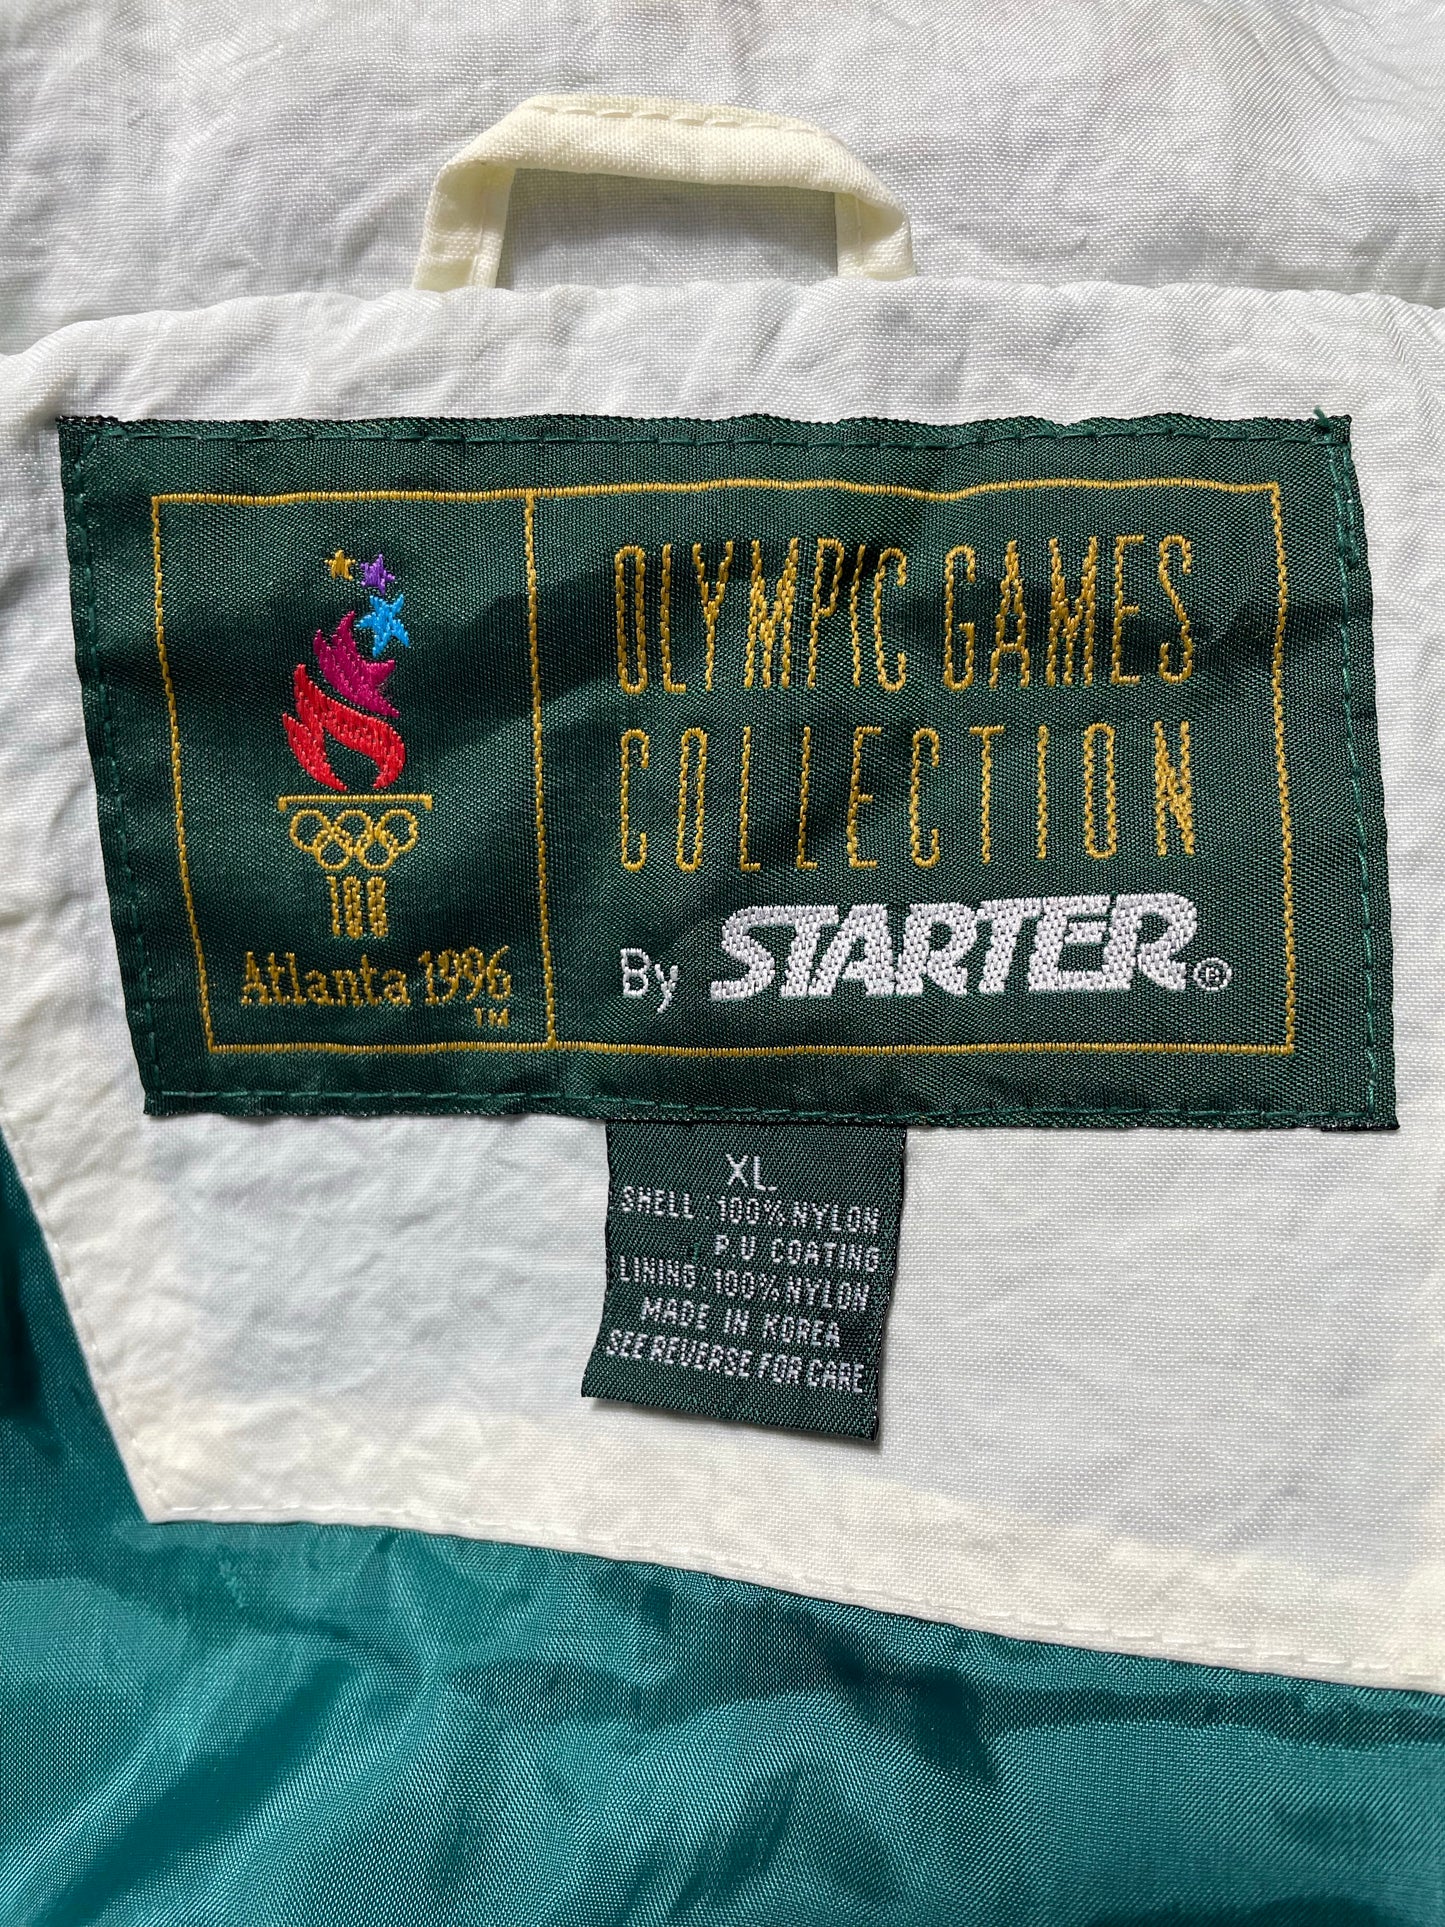 100
Atlanta 1996
TM
OLYMPIC GAMES
COLLECTION
By STARTER®
XL
SHELL 100% NYLON
P.U COATING
LINING 100% NYLON
MADE IN KOREA
SEE REVERSE FOR CARE